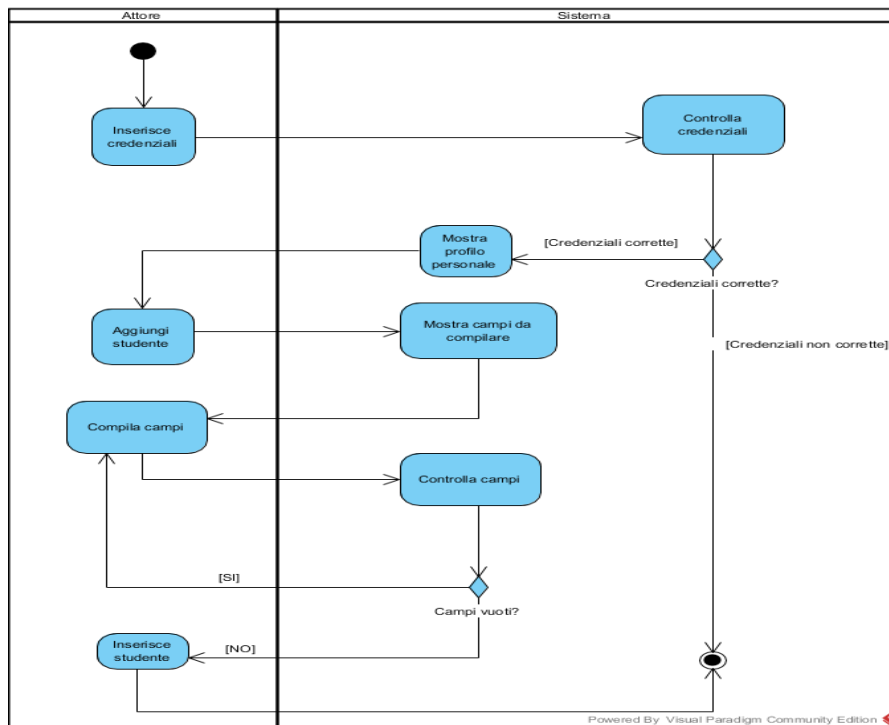 Attore
Sistema
Inserisce
credenziali
Controlla
credenziali
Mostra
profilo
personale
[Credenziali corrette]
Credenziali corrette?
Aggiungi
studente
Mostra campi da
compilare
[Credenziali non corrette]
Compila campi
Controlla campi
[SI]
Campi vuoti?
Inserisce
studente
[NO]
Powered By Visual Paradigm Community Edition